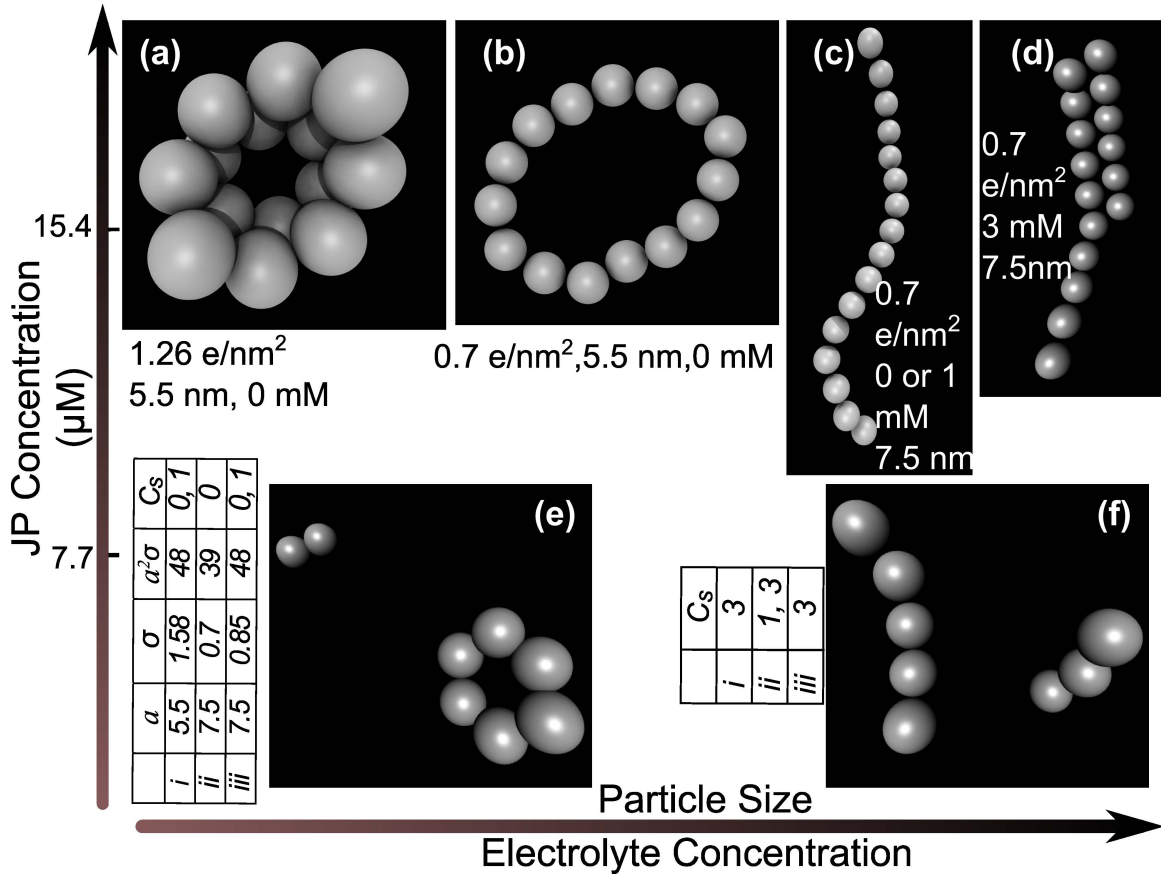 (a)
(b)
(c)
(d)
0.7
e/nm²
3 mM
7.5nm
15.4
0.7
e/nm²
0 or 1
mM
7.5 nm
1.26 e/nm²
5.5 nm, 0 mM
0.7 e/nm²,5.5 nm,0 mM
JP Concentration
(µM)
7.7
a σ a²σ Cs
i 5.5 1.58 48 0, 1
ii 7.5 0.7 39 0
iii 7.5 0.85 48 0, 1
(e)
Cs
i 3
ii 1, 3
iii 3
(f)
Particle Size
Electrolyte Concentration